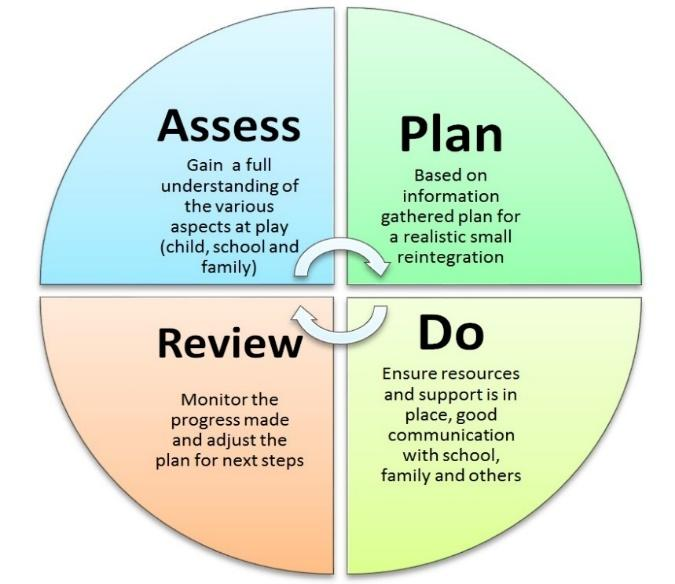 Assess
Gain a full
understanding of
the various
aspects at play
(child, school and
family)
Plan
Based on
information
gathered plan for
a realistic small
reintegration
Review
Monitor the
progress made
and adjust the
plan for next steps
Do
Ensure resources
and support is in
place, good
communication
with school,
family and others